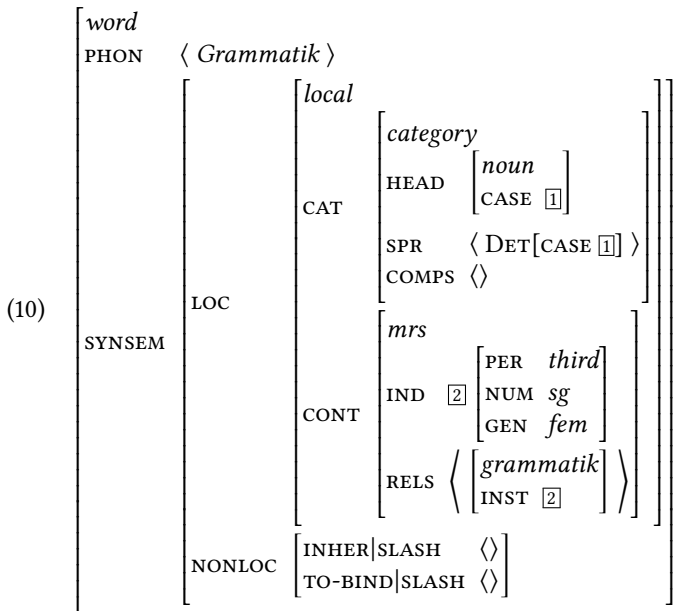 word
PHON ⟨ Grammatik ⟩
local
category
HEAD noun
CASE 1
CAT
SPR ⟨ DET[CASE 1] ⟩
COMPS ⟨⟩
(10)
LOC
SYNSEM
mrs
PER third
IND 2 NUM sg
GEN fem
CONT
RELS ⟨ [grammatik
INST 2] ⟩
INHER|SLASH ⟨⟩
NONLOC
TO-BIND|SLASH ⟨⟩